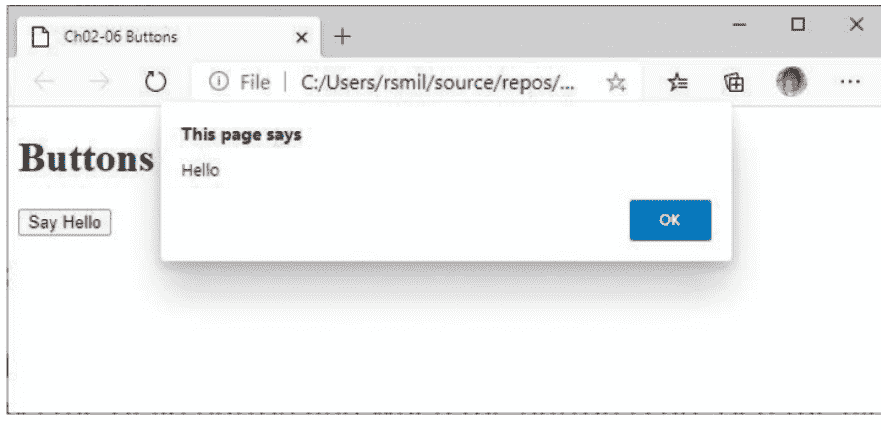 Ch02-06 Buttons
File | C:/Users/rsmil/source/repos/...
This page says
Buttons
Hello
Say Hello
OK